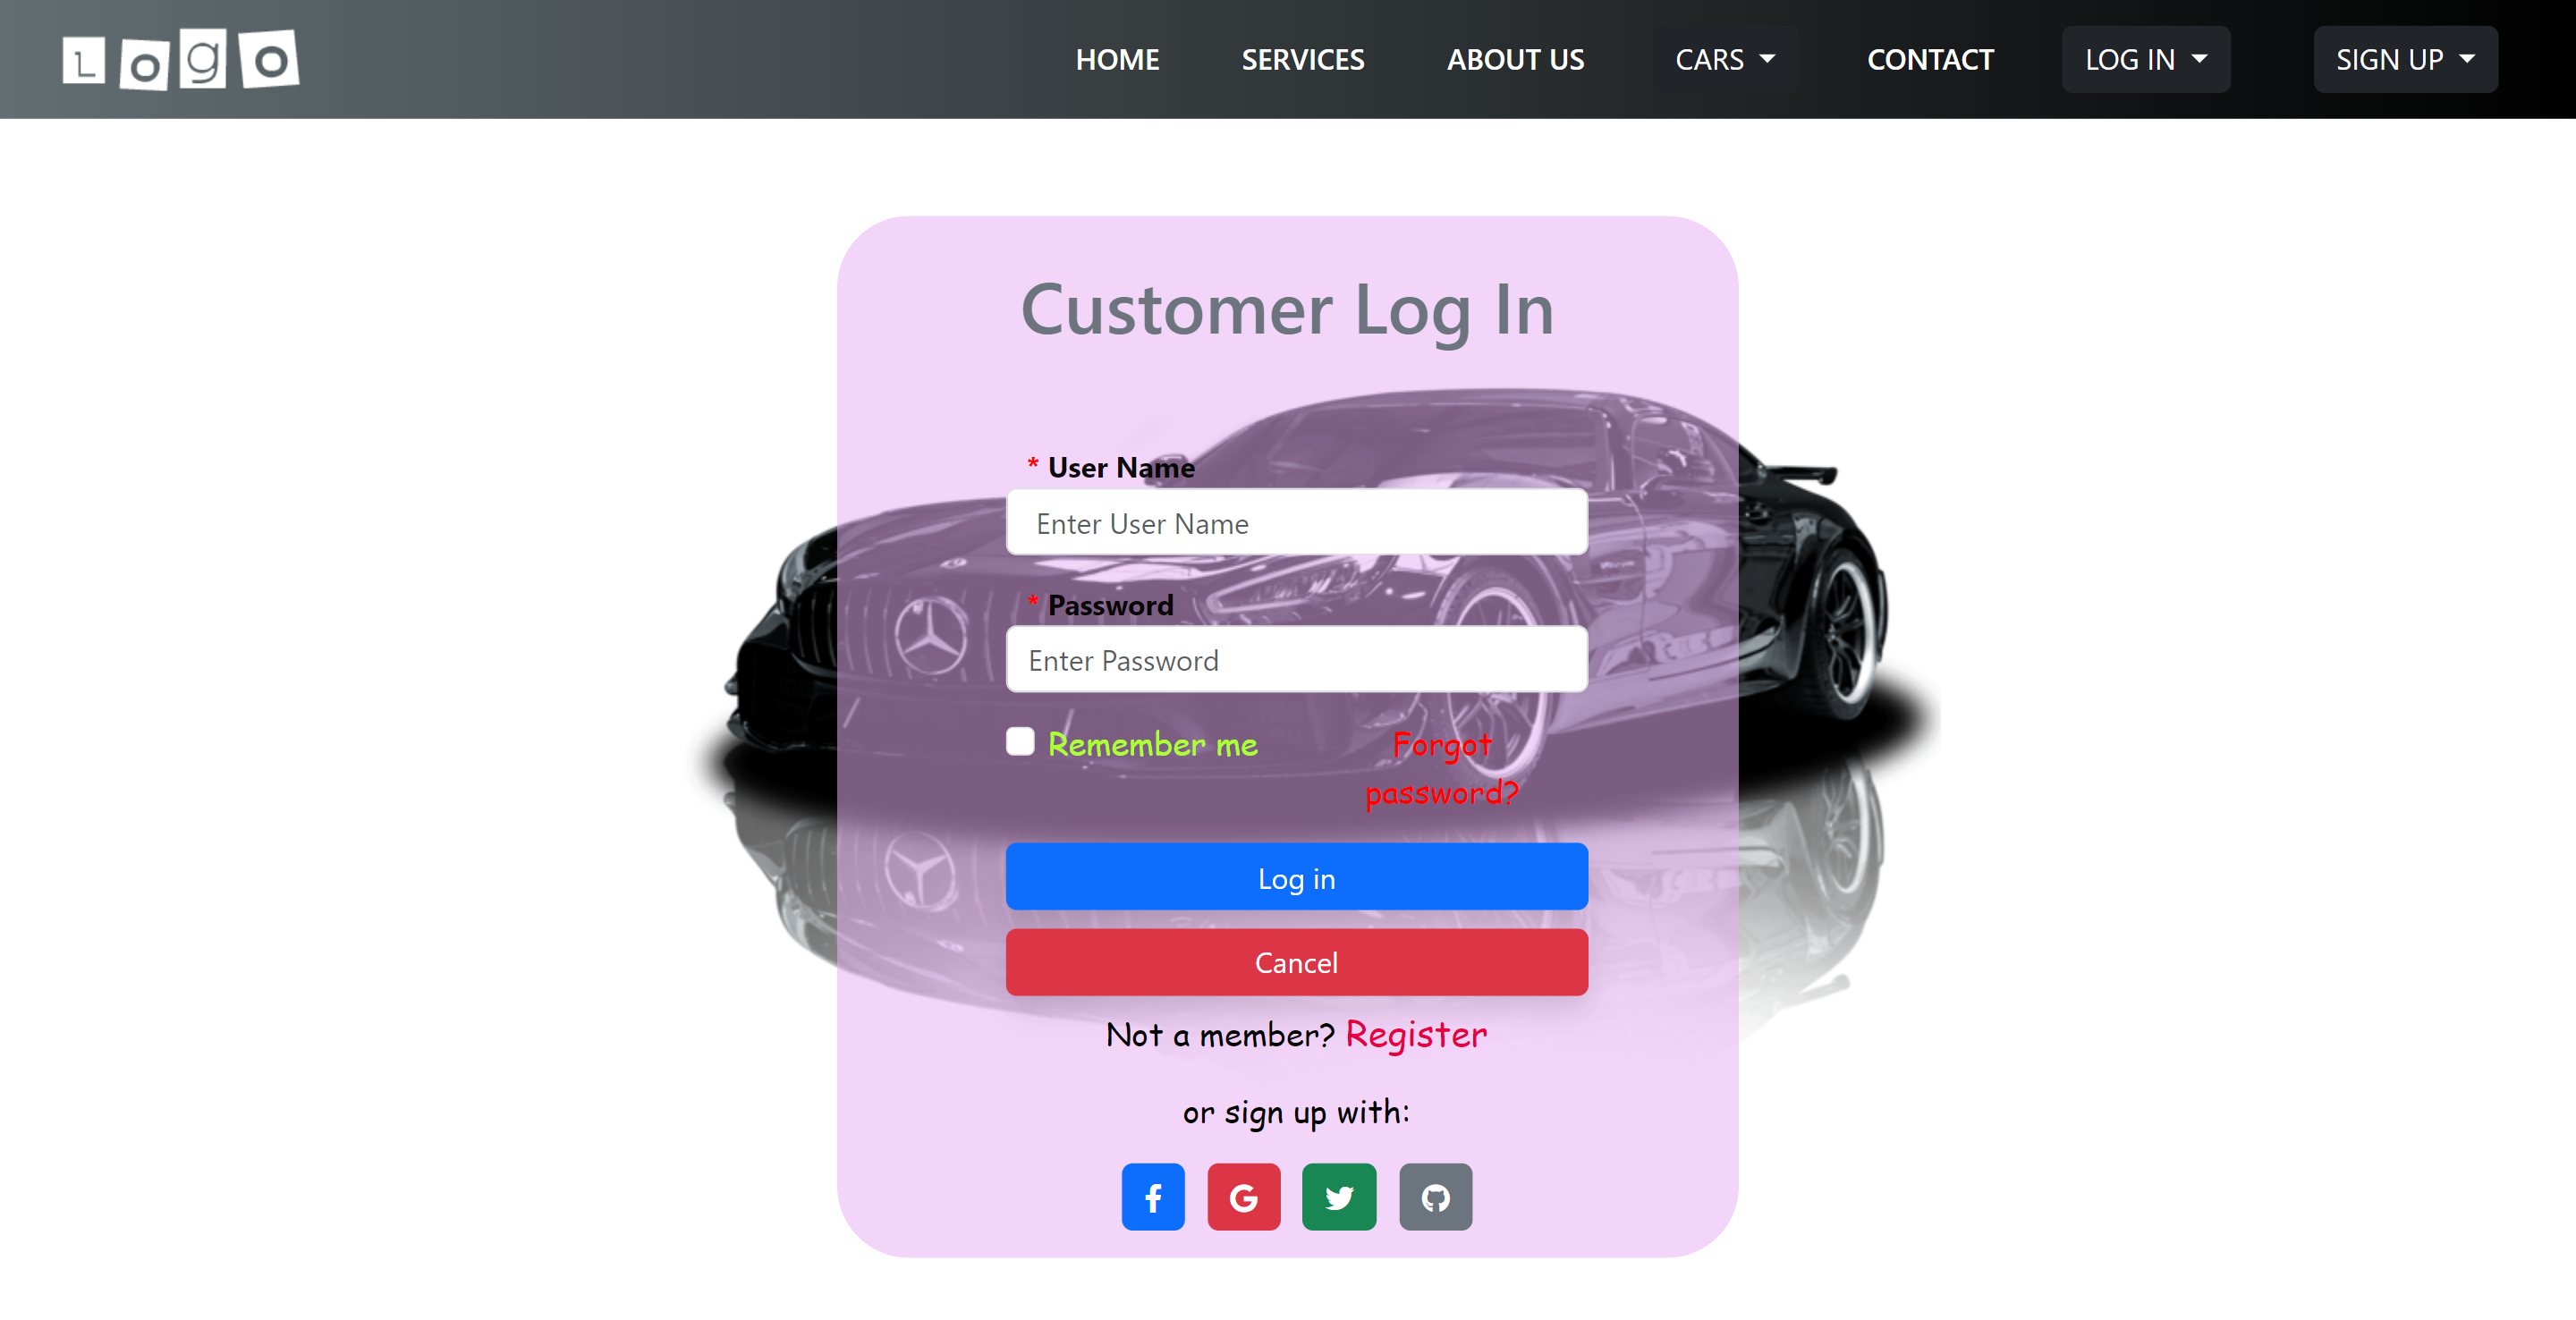 Logo
HOME SERVICES ABOUT US CARS CONTACT LOG IN SIGN UP
Customer Log In
* User Name
Enter User Name
* Password
Enter Password
Remember me
Forgot
password?
Log in
Cancel
Not a member? Register
or sign up with: